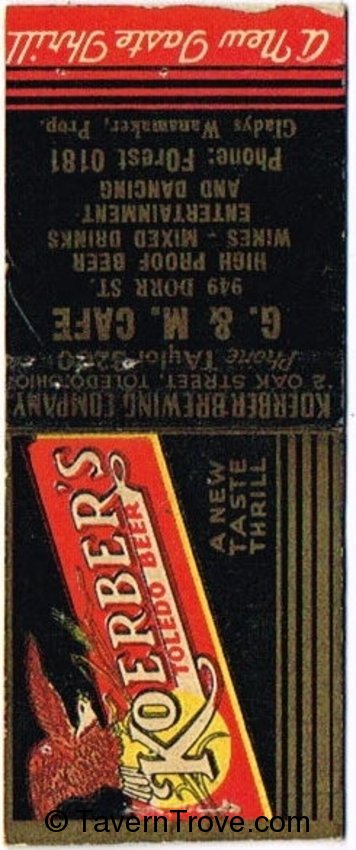 A New Taste Thrill
KOERBER'S
TOLEDO BEER
A NEW
TASTE
THRILL
KOERBER BREWING COMPANY
2 OAK STREET, TOLEDO, OHIO
Phone TAylor
G. & M. CAFE
949 DORR ST.
HIGH PROOF BEER
WINES - MIXED DRINKS
ENTERTAINMENT
AND DANCING
Phone: FOrest 0181
Gladys Wanamaker, Prop.
© TavernTrove.com